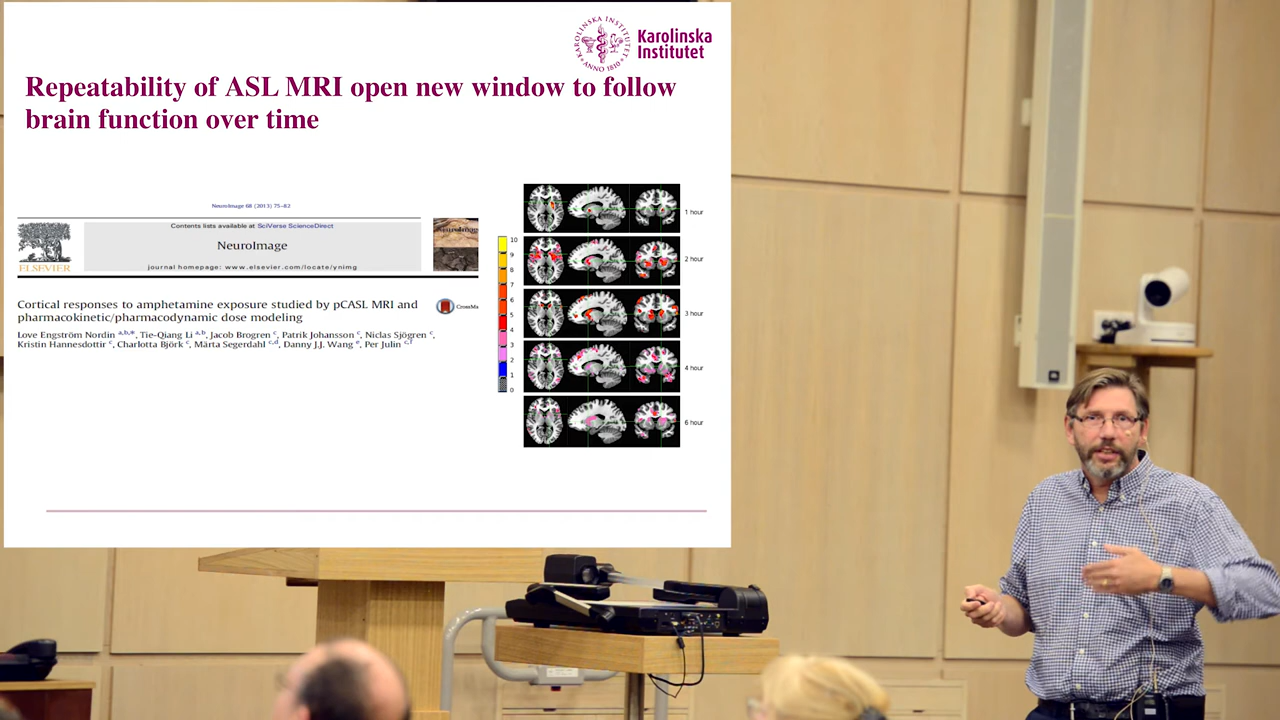 Karolinska
Institutet
ANNO 1810
Repeatability of ASL MRI open new window to follow
brain function over time
NeuroImage 68 (2013) 75–82
Contents lists available at SciVerse ScienceDirect
NeuroImage
journal homepage: www.elsevier.com/locate/ynimg
ELSEVIER
NeuroImage
Cortical responses to amphetamine exposure studied by pCASL MRI and
pharmacokinetic/pharmacodynamic dose modeling
CrossMa
Love Engström Nordin a,b,*, Tie-Qiang Li a,b, Jacob Brogren c, Patrik Johansson c, Niclas Sjögren c,
Kristin Hannesdottir c, Charlotta Björk c, Märta Segerdahl c,d, Danny J.J. Wang e, Per Julin c,f
10
9
8
7
6
5
4
3
2
1
0
1 hour
2 hour
3 hour
4 hour
6 hour